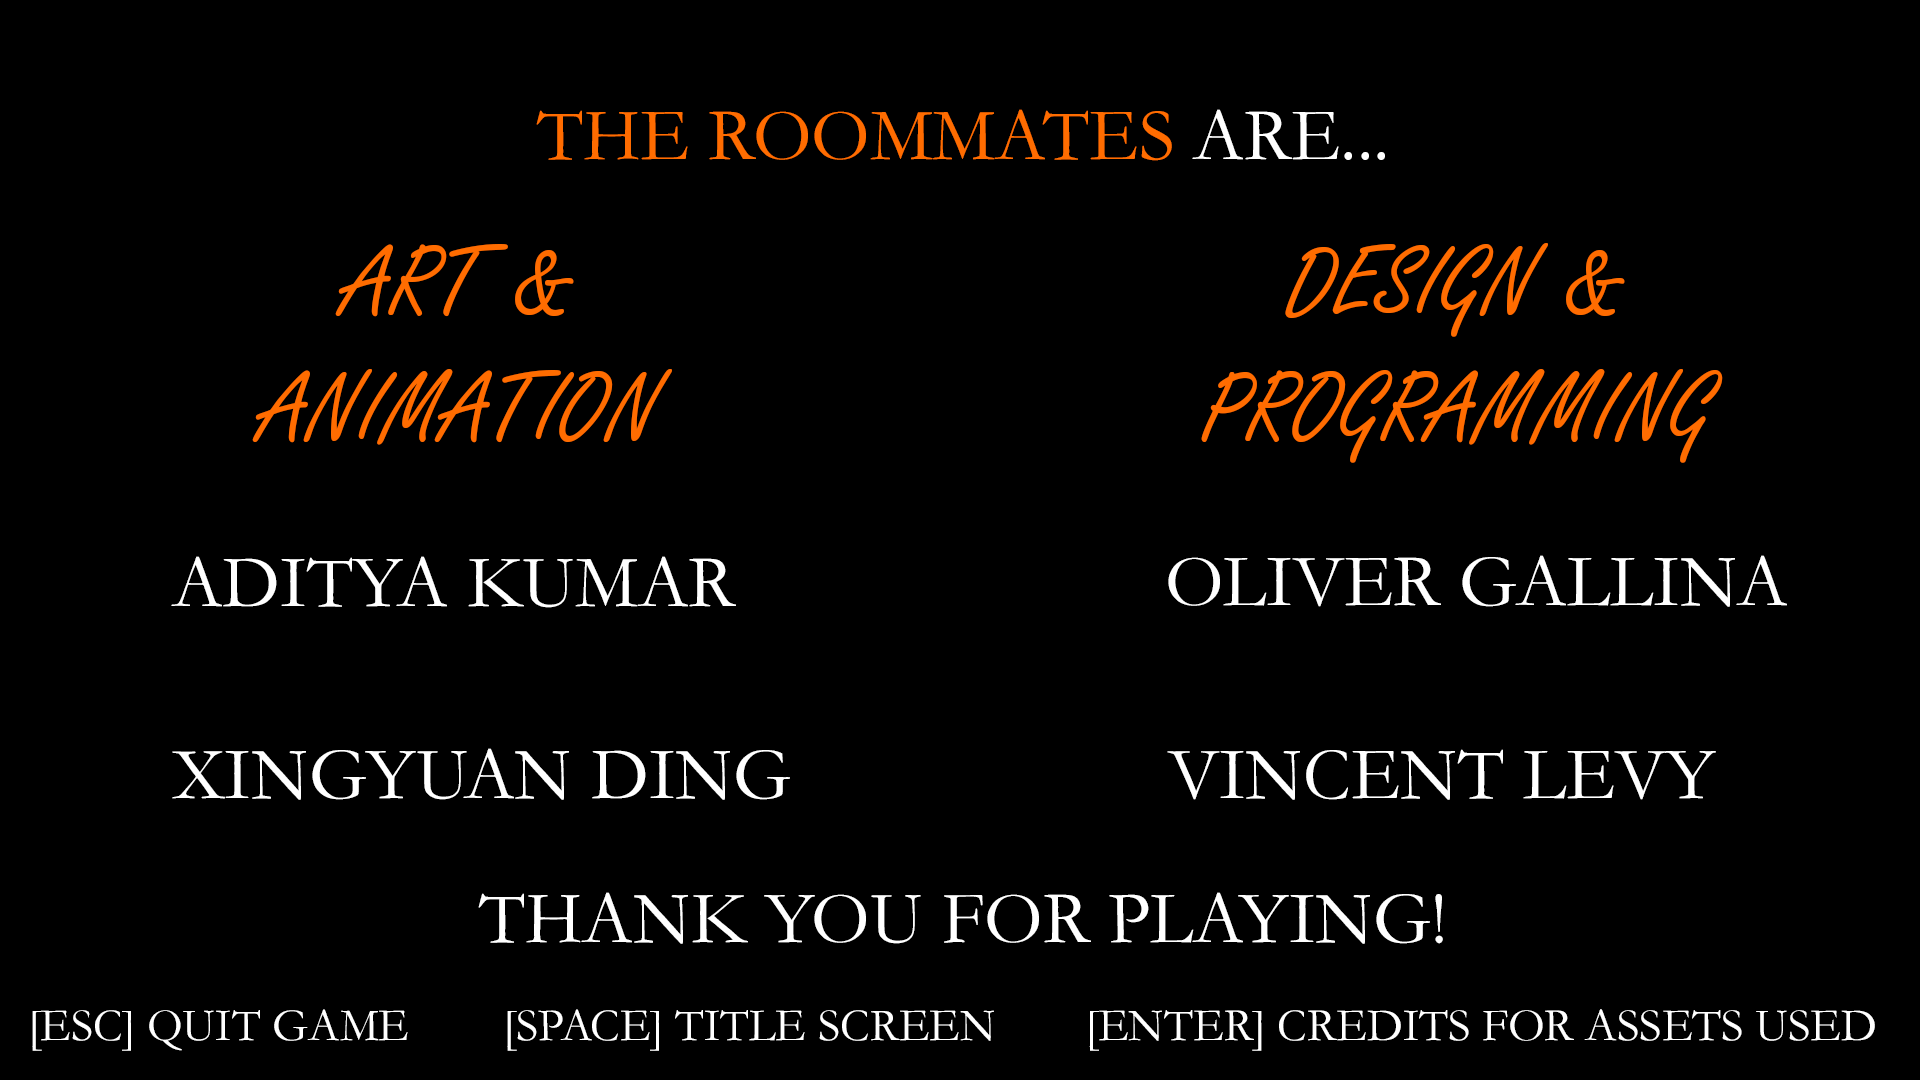 THE ROOMMATES ARE...
ART &
ANIMATION
DESIGN &
PROGRAMMING
ADITYA KUMAR
OLIVER GALLINA
XINGYUAN DING
VINCENT LEVY
THANK YOU FOR PLAYING!
[ESC] QUIT GAME
[SPACE] TITLE SCREEN
[ENTER] CREDITS FOR ASSETS USED